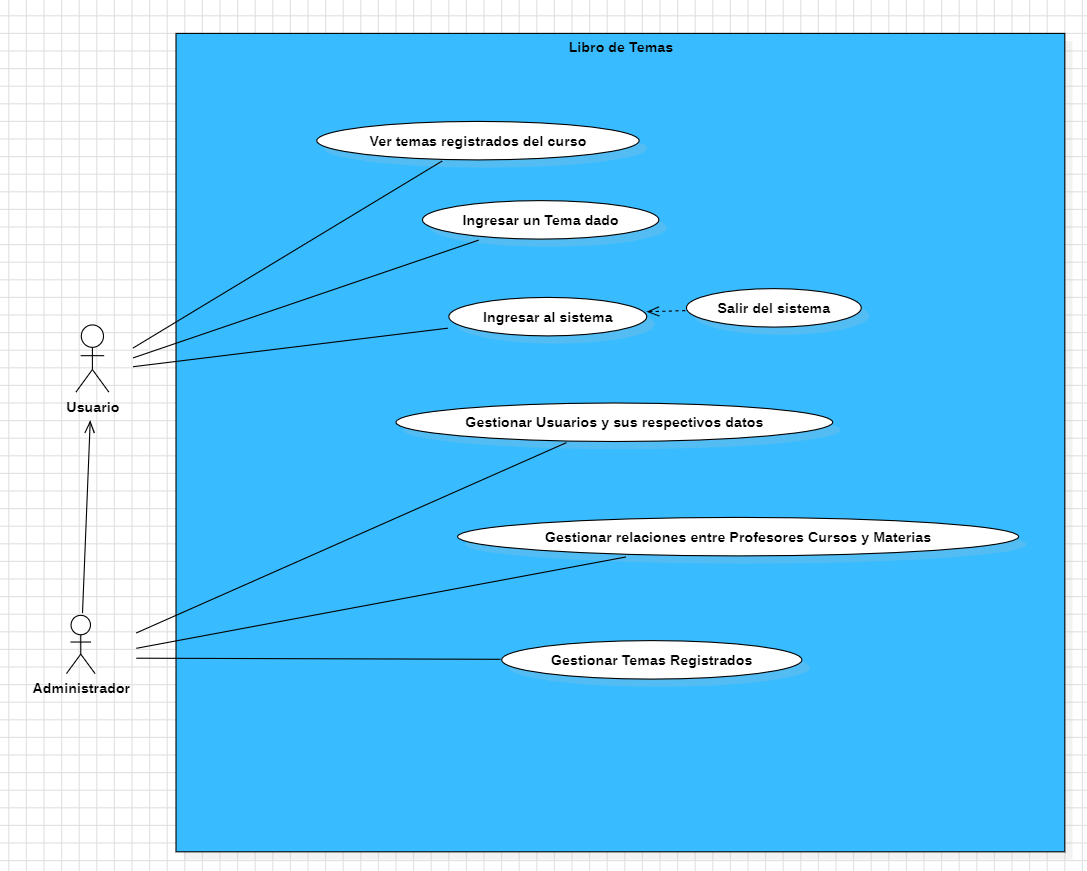 Libro de Temas
Ver temas registrados del curso
Ingresar un Tema dado
Ingresar al sistema
Salir del sistema
Usuario
Gestionar Usuarios y sus respectivos datos
Gestionar relaciones entre Profesores Cursos y Materias
Gestionar Temas Registrados
Administrador